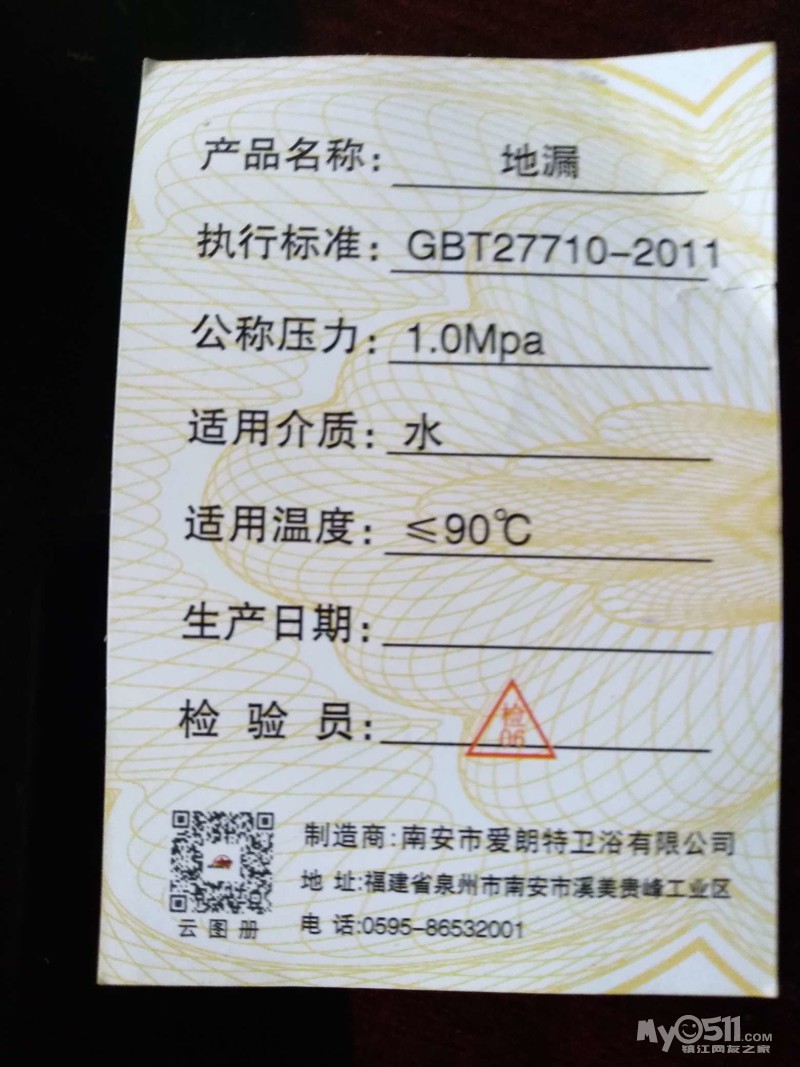 产品名称: 地漏
执行标准: GBT27710-2011
公称压力: 1.0Mpa
适用介质: 水
适用温度: ≤90℃
生产日期:
检 验 员: 检
06
制造商:南安市爱朗特卫浴有限公司
地 址:福建省泉州市南安市溪美贵峰工业区
电 话:0595-86532001
云图册
My0511.COM
镇江网友之家